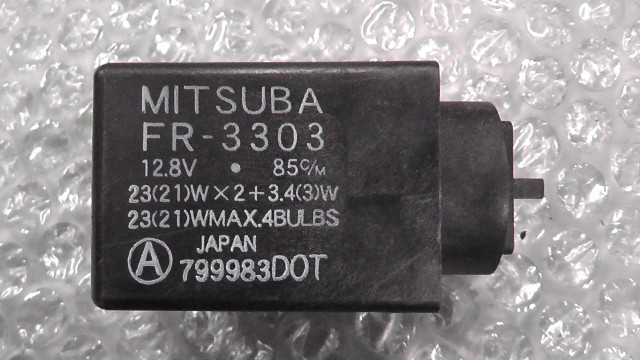 MITSUBA
FR-3303
12.8V • 85c/m
23(21)W×2+3.4(3)W
23(21)WMAX.4BULBS
JAPAN
Ⓐ 799983DOT